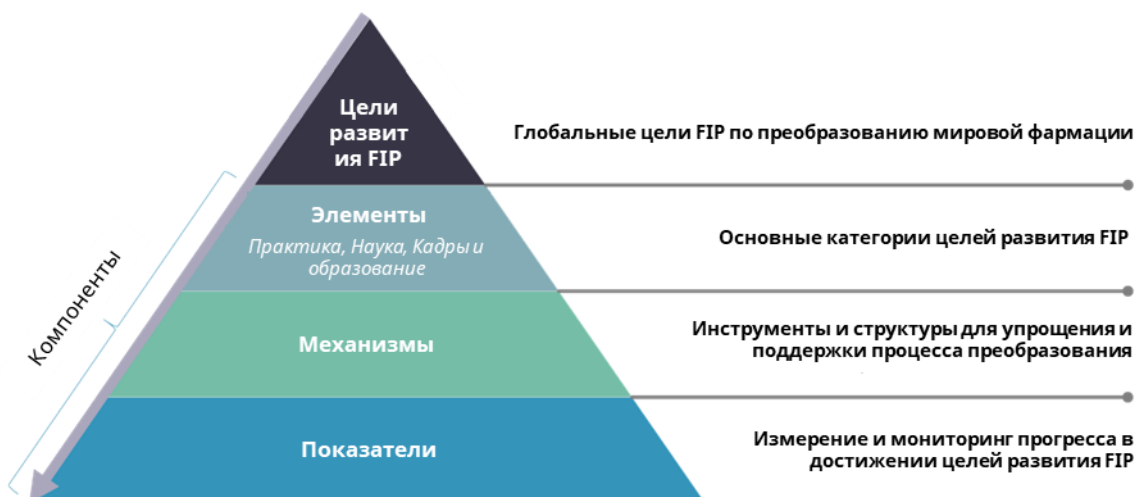 Цели
развит
ия FIP
Глобальные цели FIP по преобразованию мировой фармации
Элементы
Практика, Наука, Кадры и
образование
Основные категории целей развития FIP
Компоненты
Механизмы
Инструменты и структуры для упрощения и
поддержки процесса преобразования
Показатели
Измерение и мониторинг прогресса в
достижении целей развития FIP